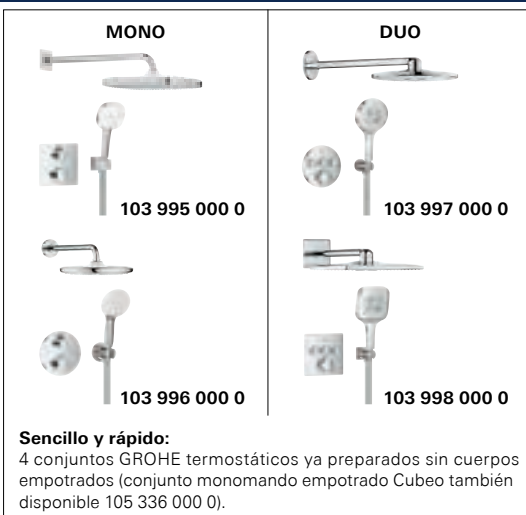 MONO
DUO
103 995 000 0
103 997 000 0
103 996 000 0
103 998 000 0
Sencillo y rápido:
4 conjuntos GROHE termostáticos ya preparados sin cuerpos
empotrados (conjunto monomando empotrado Cubeo también
disponible 105 336 000 0).